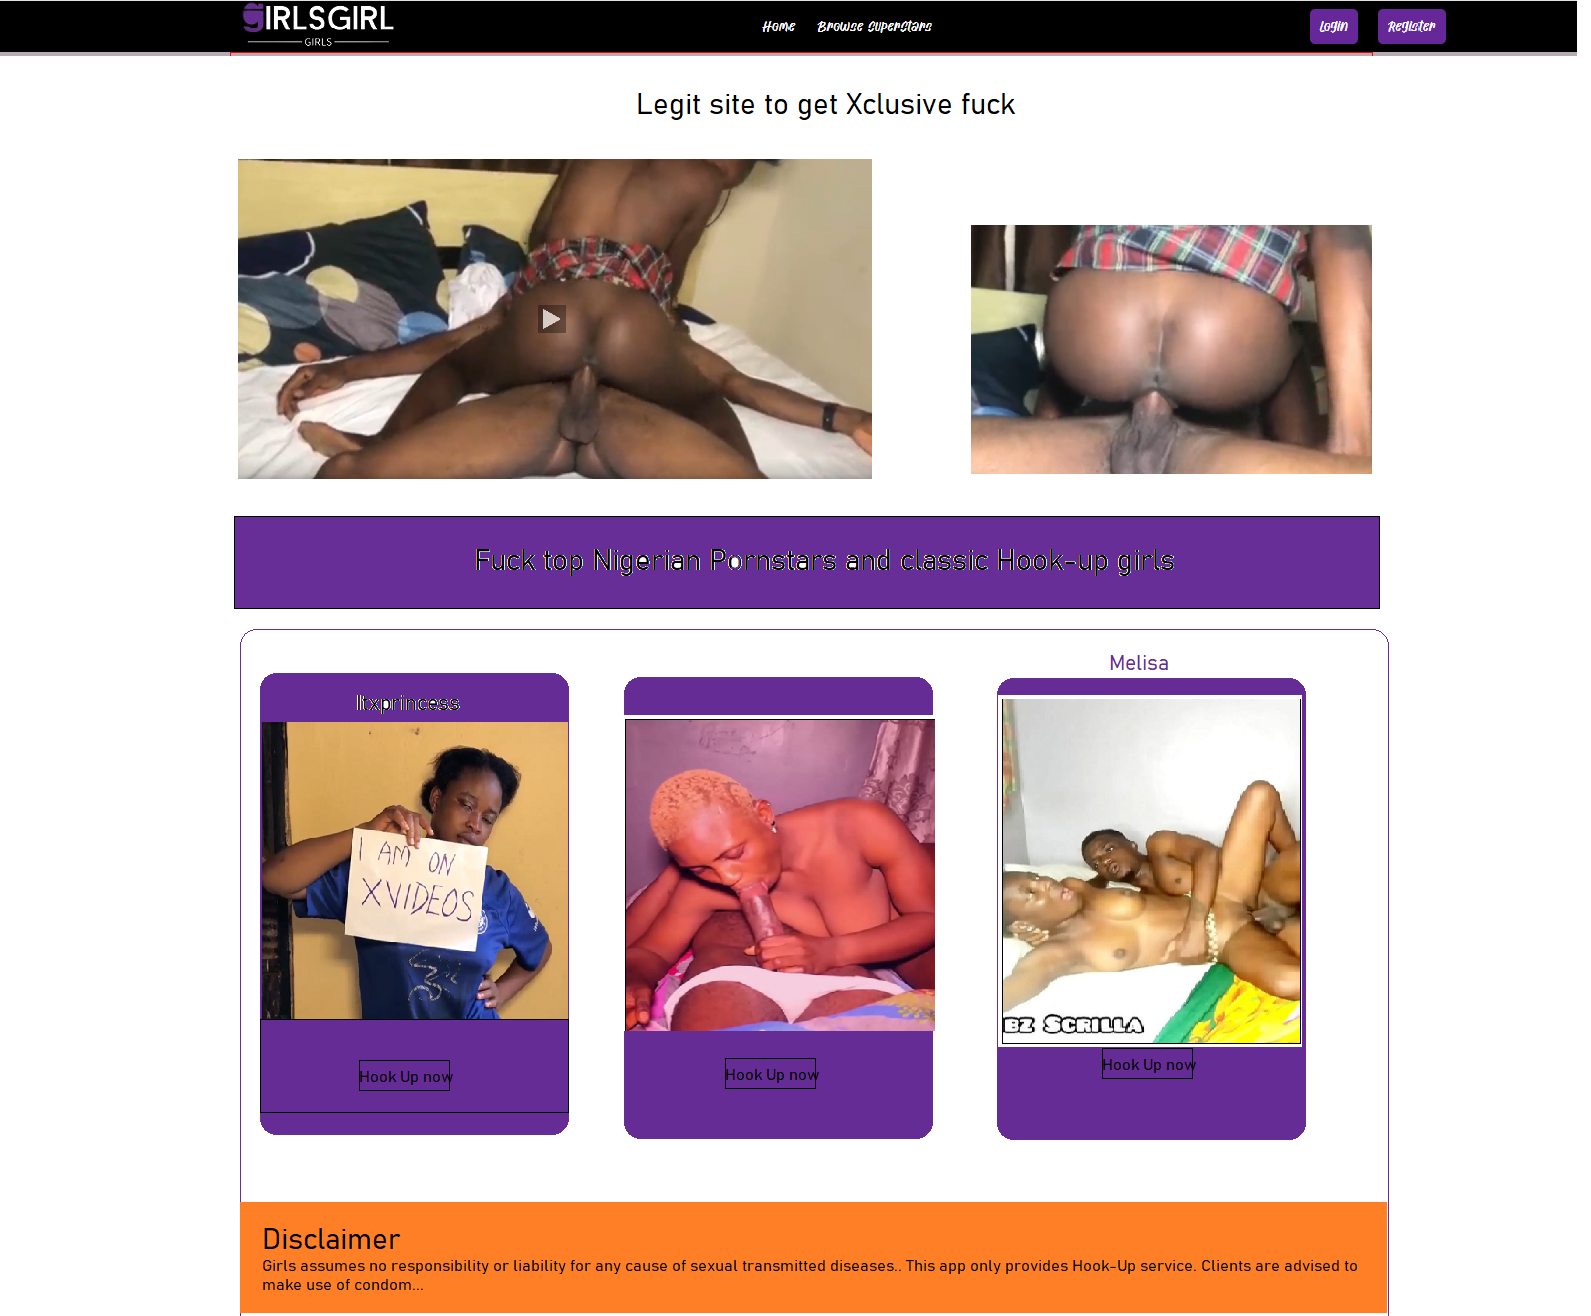 GIRLSGIRL
GIRLS
Home Browse SuperStars
Login Register
Legit site to get Xclusive fuck
Fuck top Nigerian Pornstars and classic Hook-up girls
Itxprincess
Melisa
I AM ON
XVIDEOS
BZ SCRILLA
Hook Up now
Hook Up now
Hook Up now
Disclaimer
Girls assumes no responsibility or liability for any cause of sexual transmitted diseases.. This app only provides Hook-Up service. Clients are advised to
make use of condom...